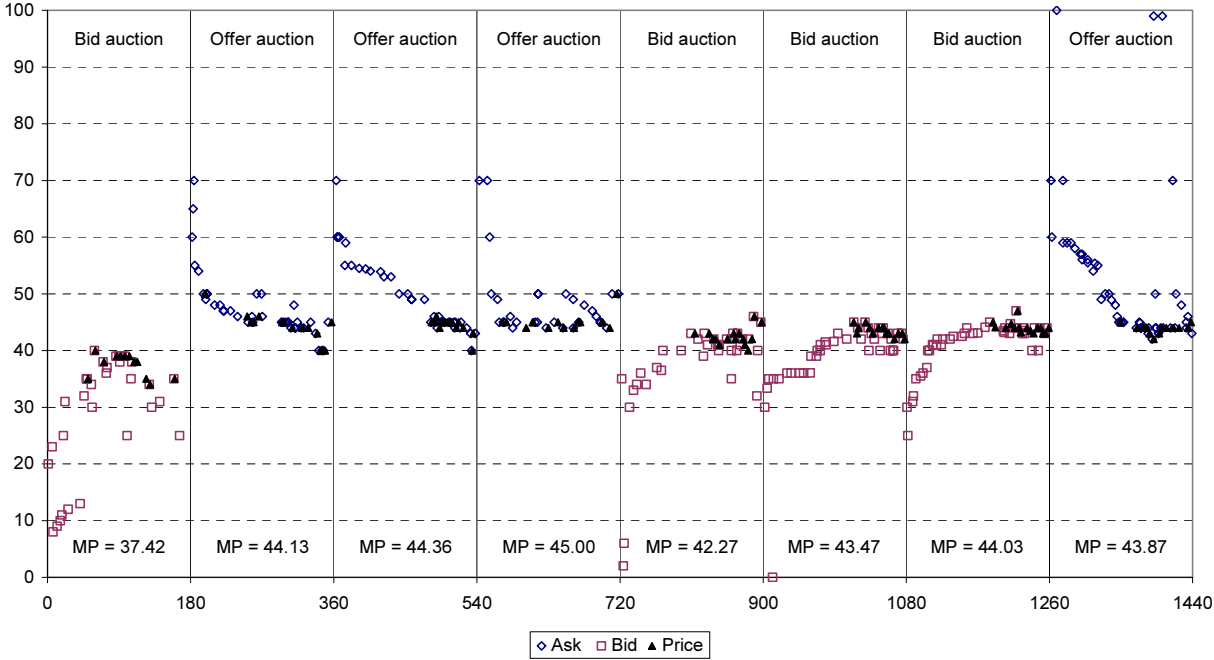 100
Bid auction Offer auction Offer auction Offer auction Bid auction Bid auction Bid auction Offer auction
90
80
70
60
50
40
30
20
10
MP = 37.42 MP = 44.13 MP = 44.36 MP = 45.00 MP = 42.27 MP = 43.47 MP = 44.03 MP = 43.87
0
0 180 360 540 720 900 1080 1260 1440
Ask Bid Price